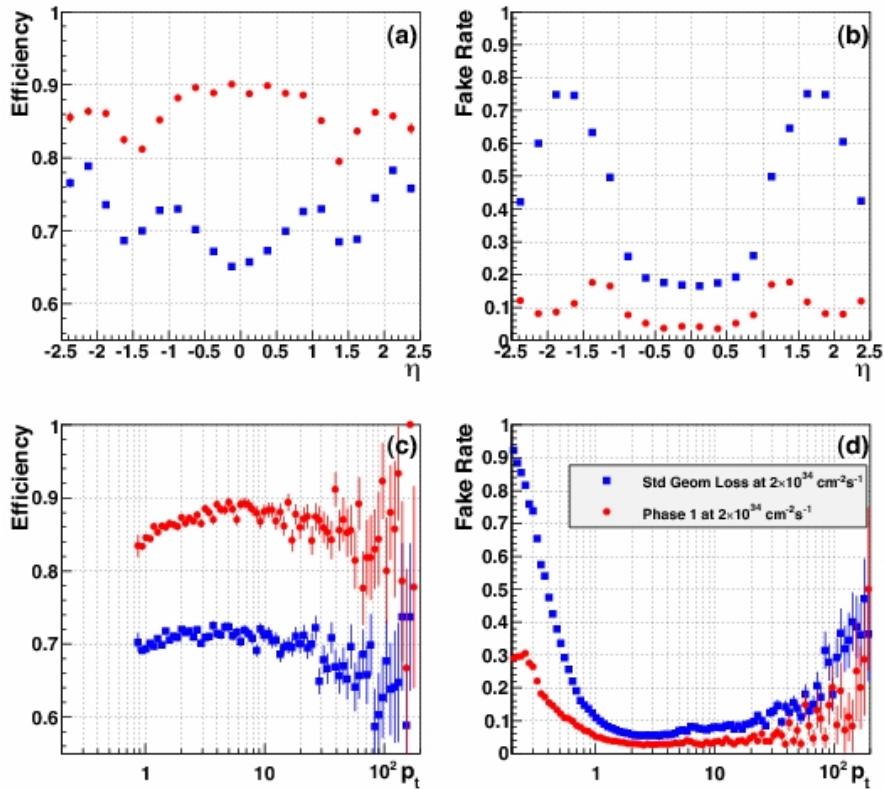 (a)
Efficiency
1
0.9
0.8
0.7
0.6
-2.5 -2 -1.5 -1 -0.5 0 0.5 1 1.5 2 2.5
η
(b)
Fake Rate
1
0.9
0.8
0.7
0.6
0.5
0.4
0.3
0.2
0.1
0
-2.5 -2 -1.5 -1 -0.5 0 0.5 1 1.5 2 2.5
η
(c)
Efficiency
1
0.9
0.8
0.7
0.6
1 10 10² pₜ
(d)
Fake Rate
1
0.9
0.8
0.7
0.6
0.5
0.4
0.3
0.2
0.1
0
Std Geom Loss at 2×10³⁴ cm⁻²s⁻¹
Phase 1 at 2×10³⁴ cm⁻²s⁻¹
1 10 10² pₜ